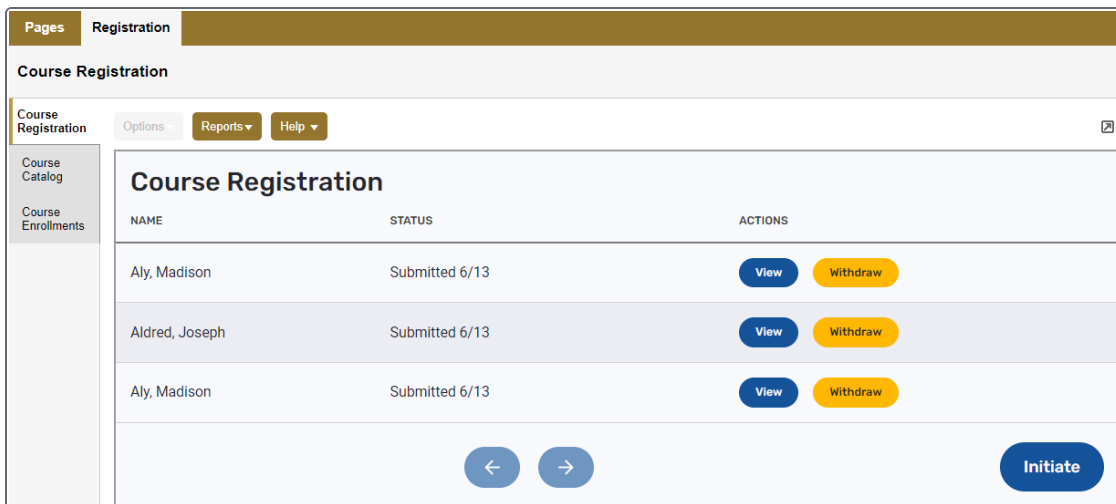 Pages Registration
Course Registration
Course
Registration
Course
Catalog
Course
Enrollments
Options Reports Help
Course Registration
NAME STATUS ACTIONS
Aly, Madison Submitted 6/13 View Withdraw
Aldred, Joseph Submitted 6/13 View Withdraw
Aly, Madison Submitted 6/13 View Withdraw
Initiate